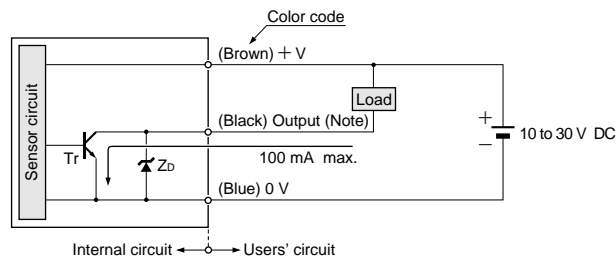 Color code
(Brown) + V
Load
(Black) Output (Note)
Sensor circuit
Tr
ZD
100 mA max.
+
−
10 to 30 V DC
(Blue) 0 V
Internal circuit
Users' circuit